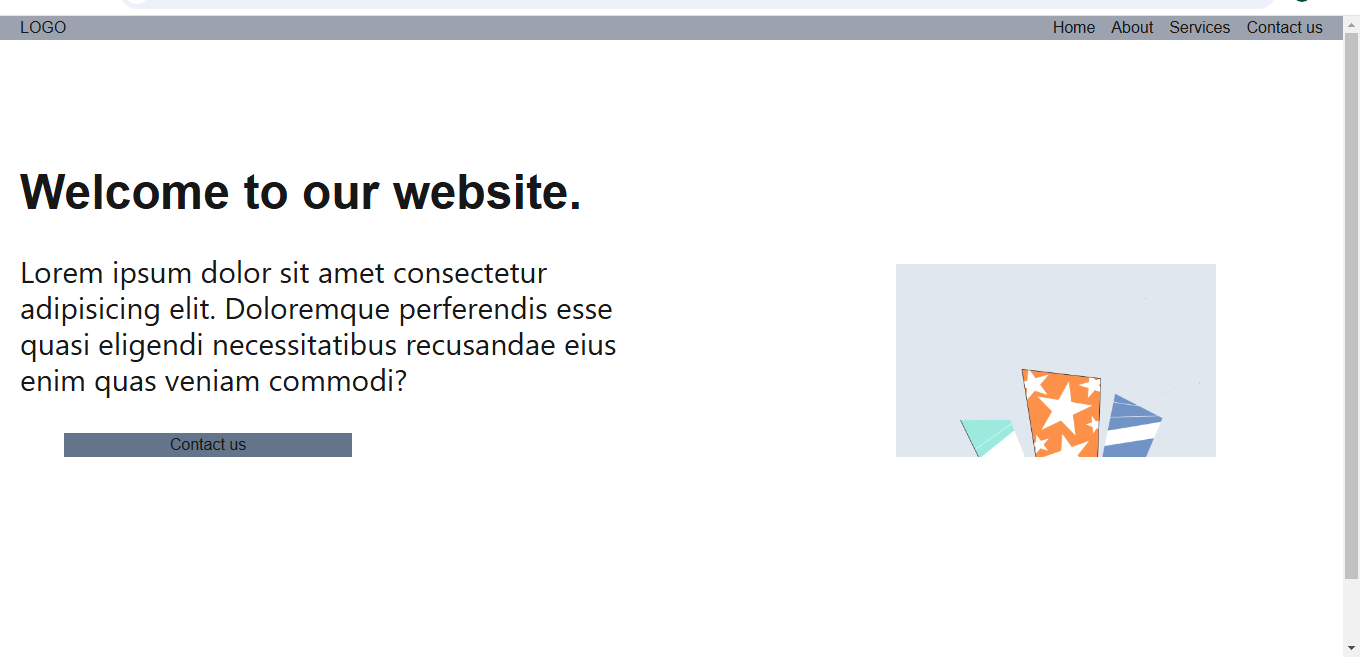 LOGO
Home About Services Contact us
Welcome to our website.
Lorem ipsum dolor sit amet consectetur
adipisicing elit. Doloremque perferendis esse
quasi eligendi necessitatibus recusandae eius
enim quas veniam commodi?
Contact us